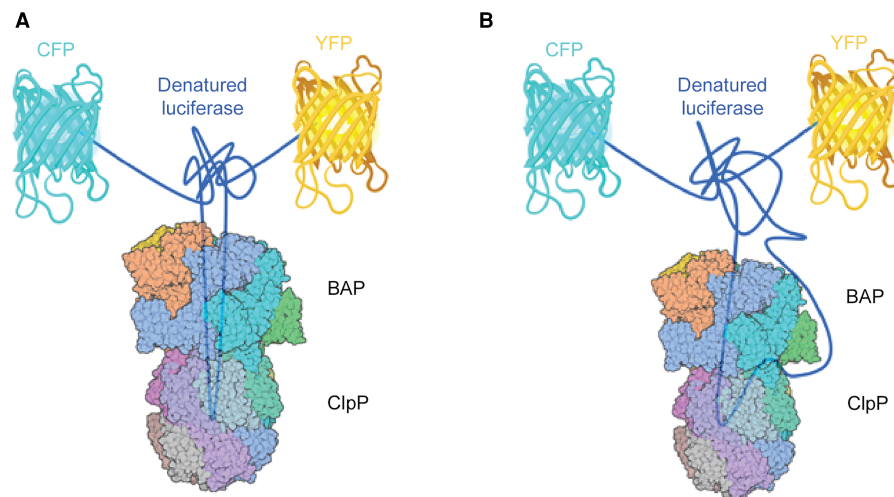 A
CFP
YFP
Denatured
luciferase
BAP
ClpP
B
CFP
YFP
Denatured
luciferase
BAP
ClpP